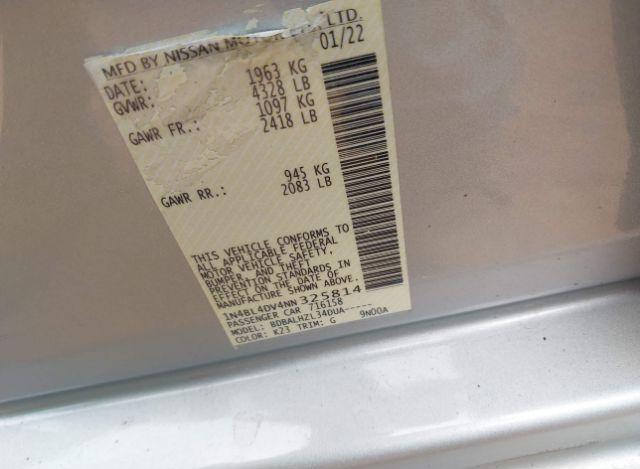 MFD BY NISSAN MOTOR LTD.
DATE: 01/22
GVWR: 1963 KG
4328 LB
GAWR FR.: 1097 KG
2418 LB
GAWR RR.: 945 KG
2083 LB
THIS VEHICLE CONFORMS TO
ALL APPLICABLE FEDERAL
MOTOR VEHICLE SAFETY,
BUMPER, AND THEFT
PREVENTION STANDARDS IN
EFFECT ON THE DATE OF
MANUFACTURE SHOWN ABOVE.
1N4BL4DV4NN325814
PASSENGER CAR 716158
MODEL: BDBALHZL34DUA----- 9N00A
COLOR: K23 TRIM: G